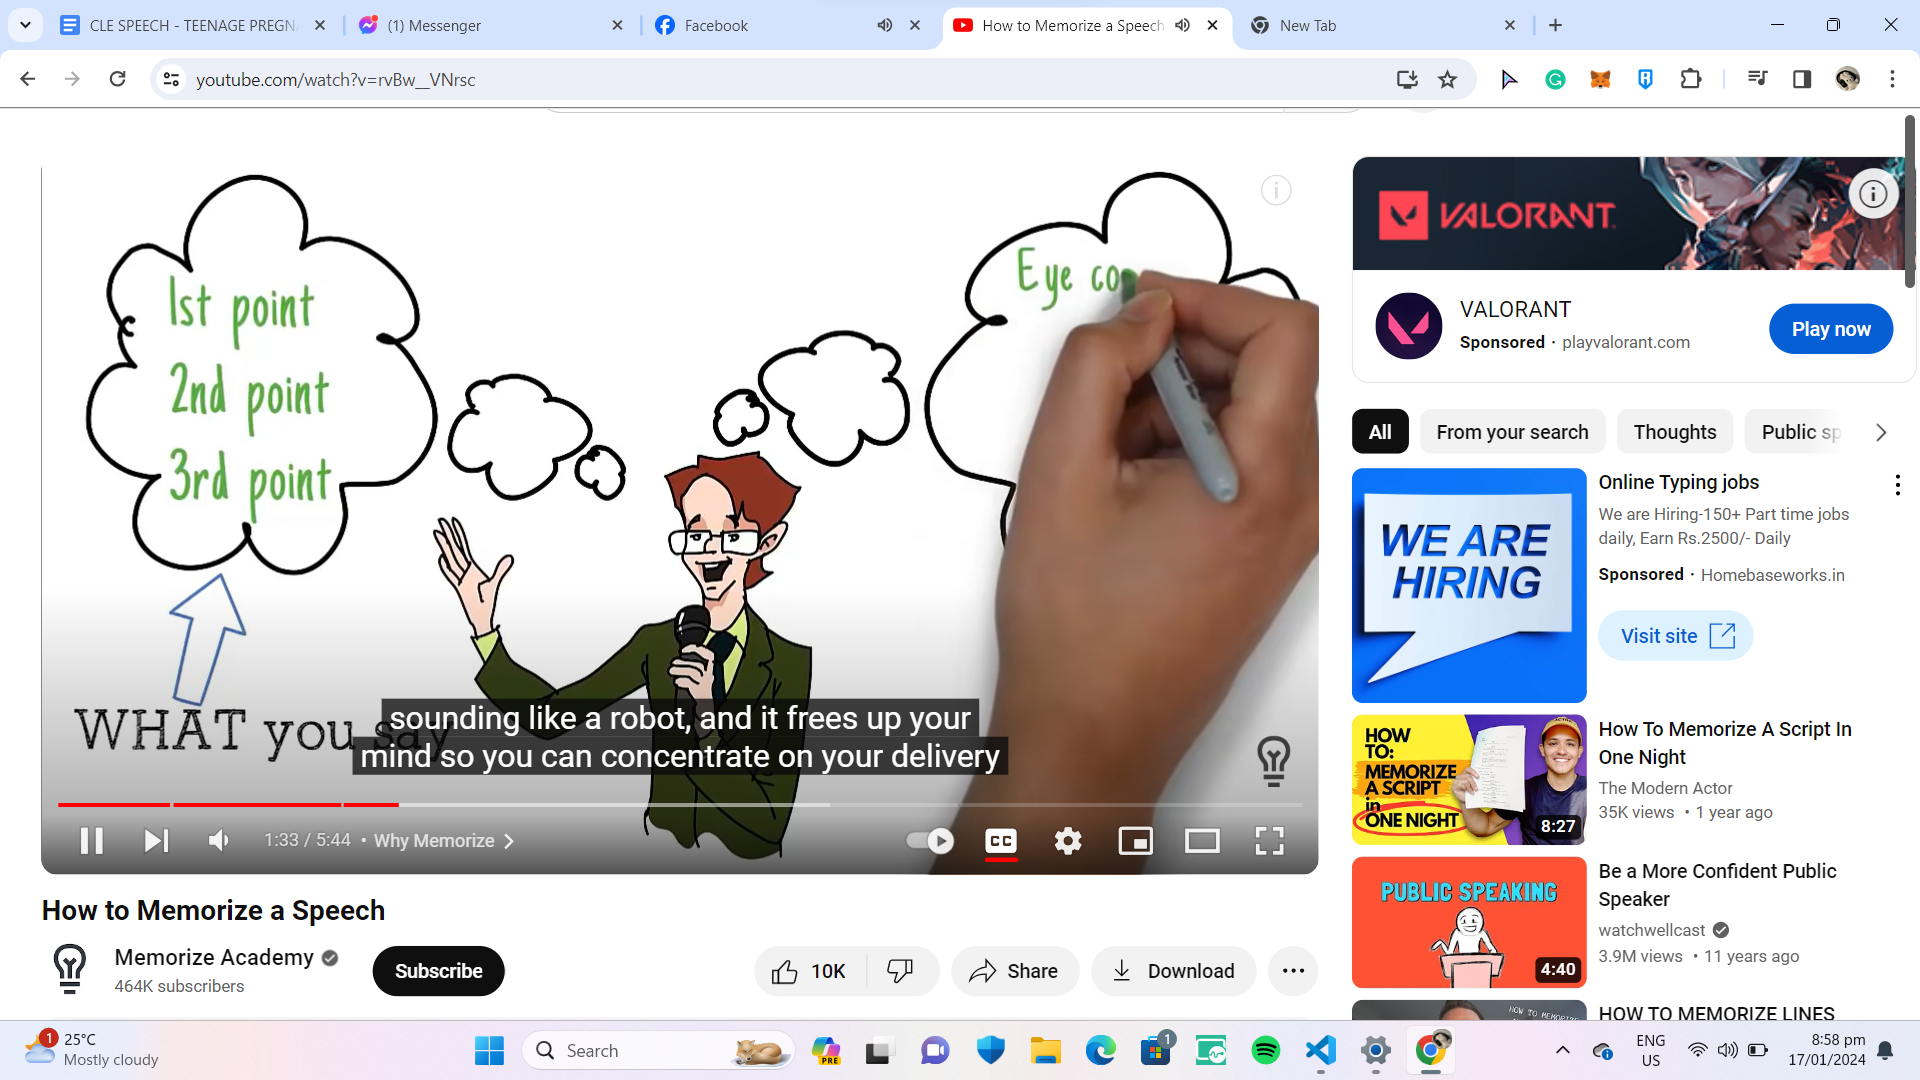 CLE SPEECH - TEENAGE PREGN
(1) Messenger
Facebook
How to Memorize a Speech
New Tab
youtube.com/watch?v=rvBw__VNrsc
1st point
2nd point
3rd point
Eye co
WHAT you say
sounding like a robot, and it frees up your
mind so you can concentrate on your delivery
1:33 / 5:44 • Why Memorize
CC
How to Memorize a Speech
Memorize Academy
464K subscribers
Subscribe
10K
Share
Download
VALORANT
VALORANT
Sponsored · playvalorant.com
Play now
All
From your search
Thoughts
Public sp
WE ARE
HIRING
Online Typing jobs
We are Hiring-150+ Part time jobs
daily, Earn Rs.2500/- Daily
Sponsored · Homebaseworks.in
Visit site
HOW
TO:
MEMORIZE
A SCRIPT
in
ONE NIGHT
8:27
How To Memorize A Script In
One Night
The Modern Actor
35K views • 1 year ago
PUBLIC SPEAKING
4:40
Be a More Confident Public
Speaker
watchwellcast
3.9M views • 11 years ago
HOW TO MEMORIZE
HOW TO MEMORIZE LINES
1
25°C
Mostly cloudy
Search
PRE
1
ENG
US
8:58 pm
17/01/2024